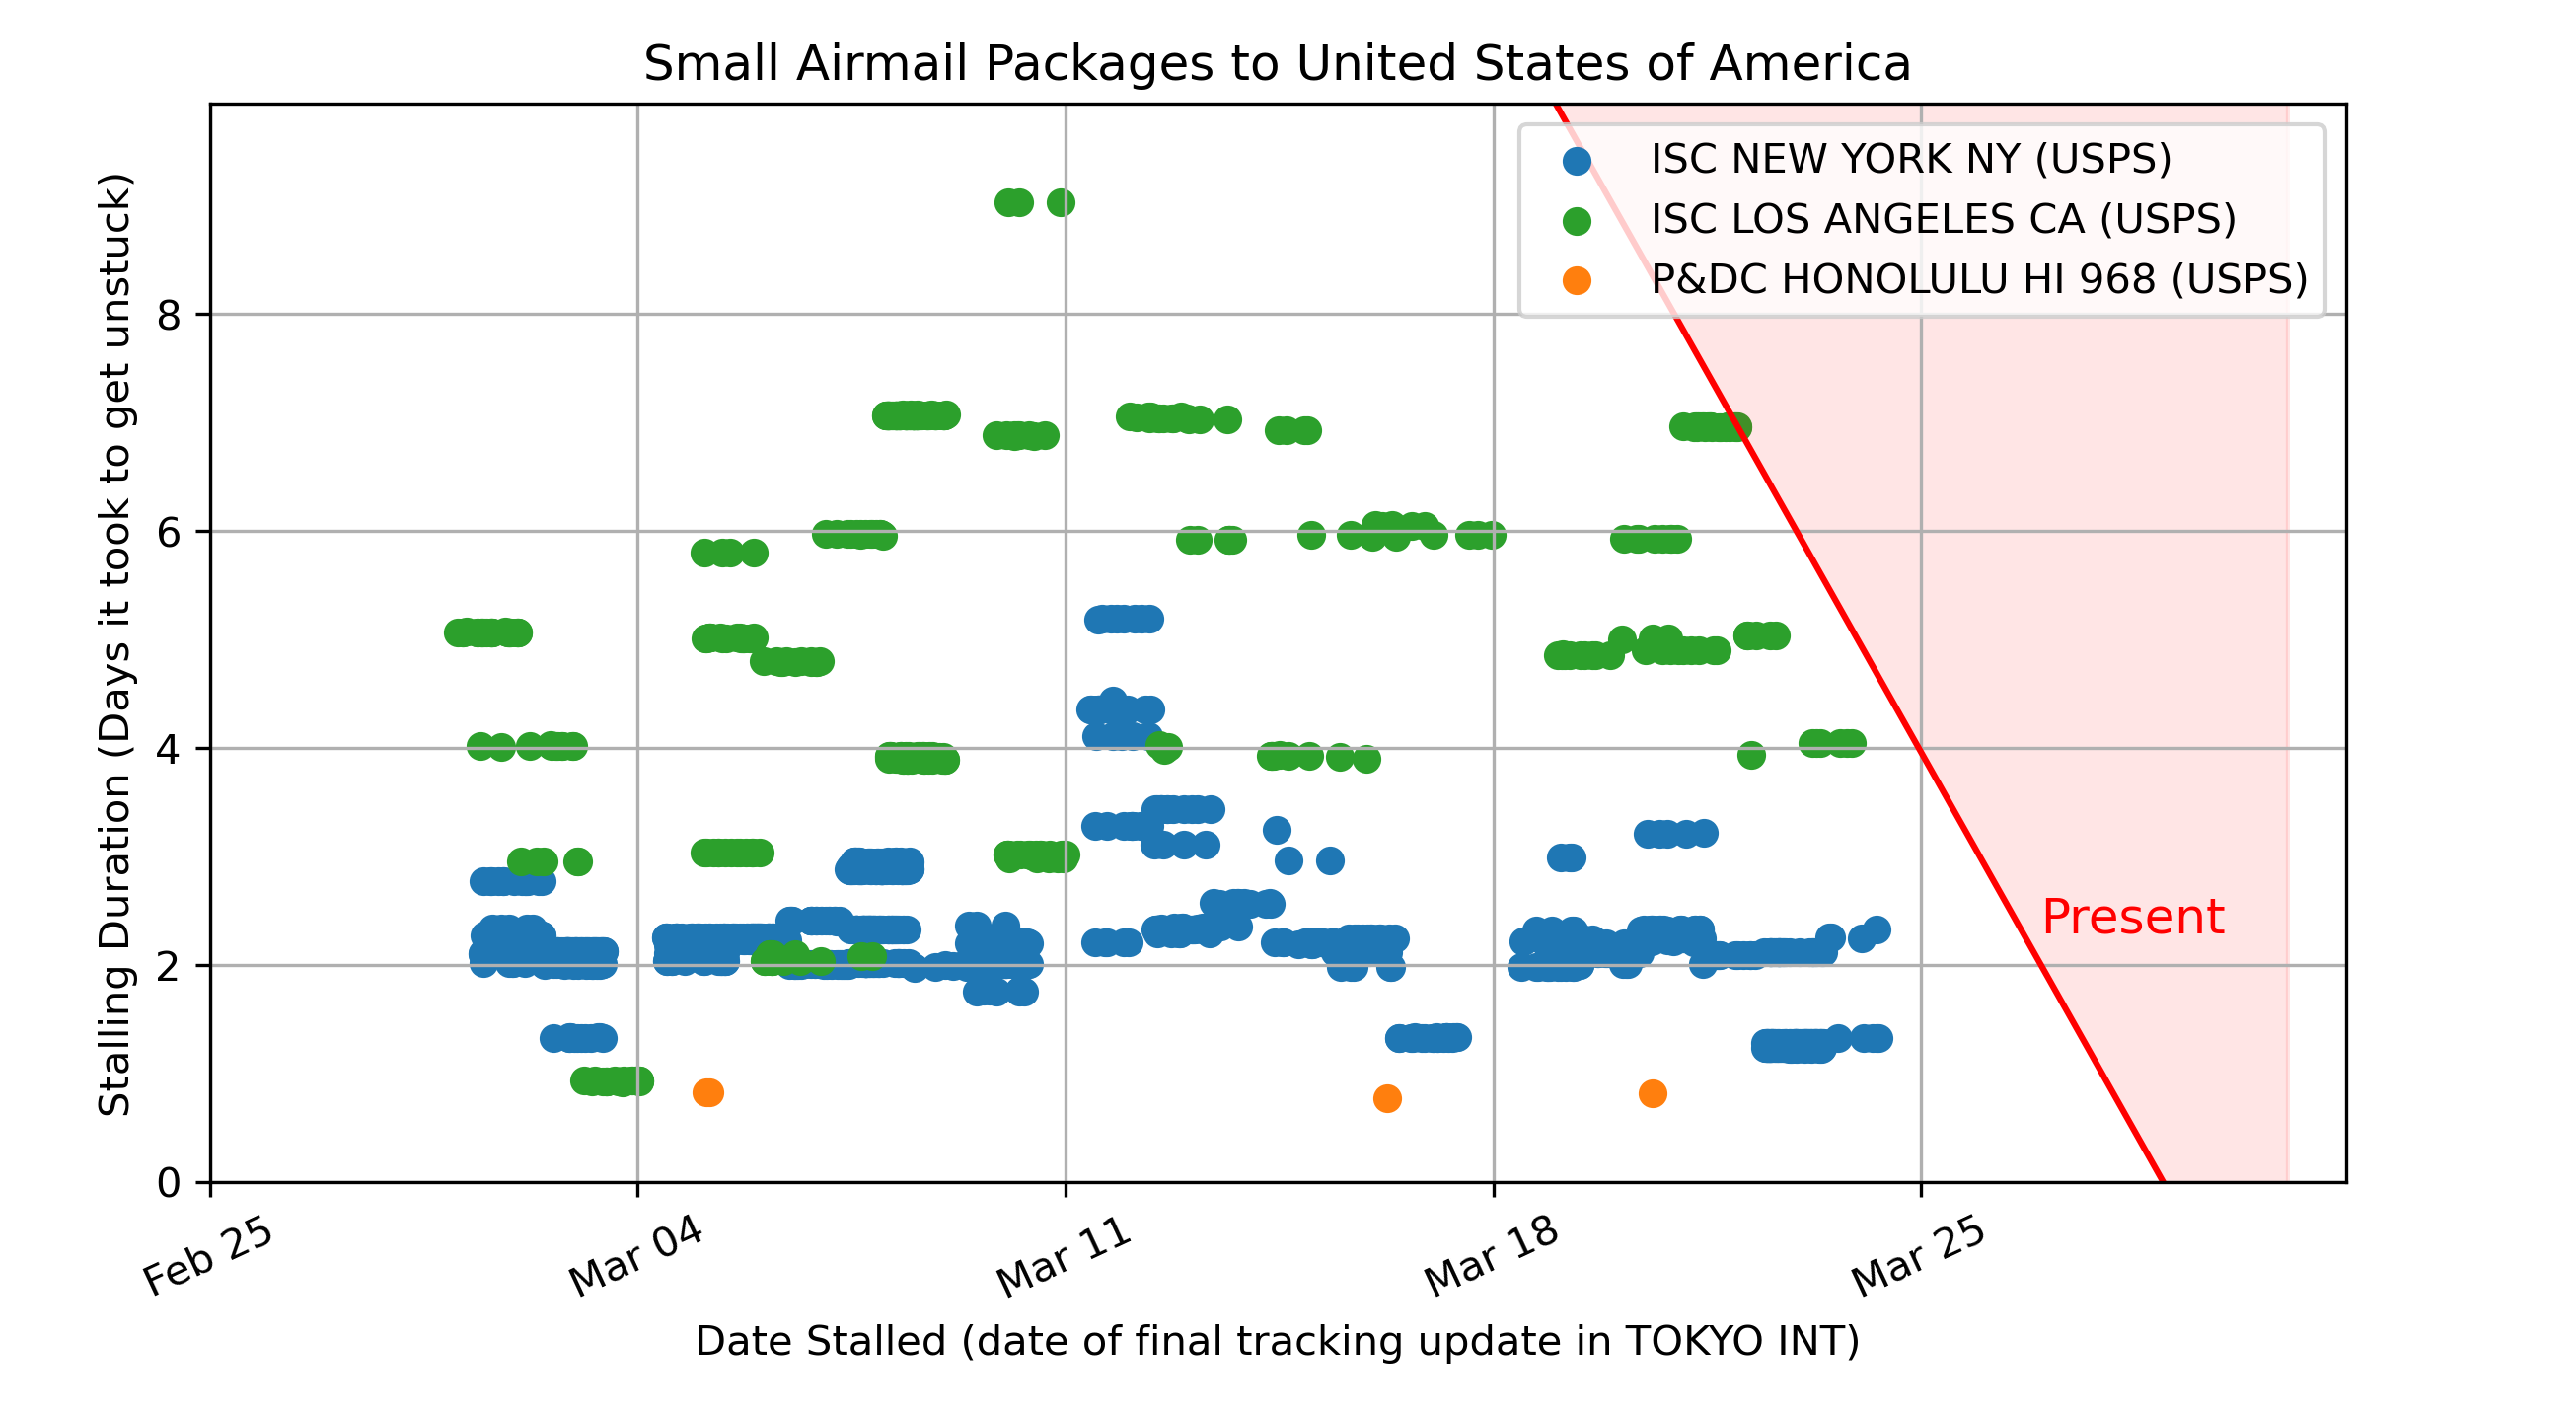 Small Airmail Packages to United States of America
Stalling Duration (Days it took to get unstuck)
8
6
4
2
0
ISC NEW YORK NY (USPS)
ISC LOS ANGELES CA (USPS)
P&DC HONOLULU HI 968 (USPS)
Present
Feb 25
Mar 04
Mar 11
Mar 18
Mar 25
Date Stalled (date of final tracking update in TOKYO INT)